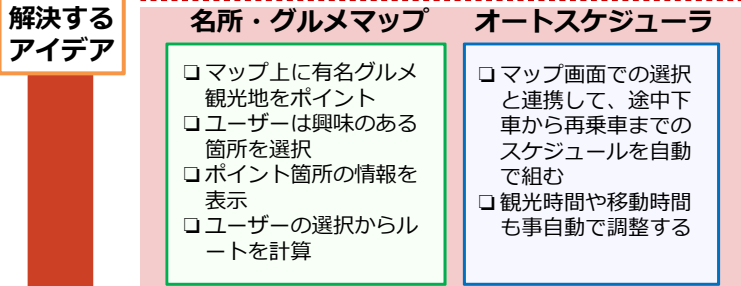 解決する
アイデア
名所・グルメマップ
❏マップ上に有名グルメ
観光地をポイント
❏ユーザーは興味のある
箇所を選択
❏ポイント箇所の情報を
表示
❏ユーザーの選択からル
ートを計算
オートスケジューラ
❏マップ画面での選択
と連携して、途中下
車から再乗車までの
スケジュールを自動
で組む
❏観光時間や移動時間
も事自動で調整する